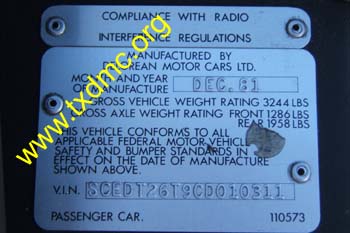 COMPLIANCE WITH RADIO
INTERFERENCE REGULATIONS
MANUFACTURED BY
DELOREAN MOTOR CARS LTD.
MONTH AND YEAR
OF MANUFACTURE DEC. 81
GROSS VEHICLE WEIGHT RATING 3244 LBS
GROSS AXLE WEIGHT RATING FRONT 1286 LBS
REAR 1958 LBS
THIS VEHICLE CONFORMS TO ALL
APPLICABLE FEDERAL MOTOR VEHICLE
SAFETY AND BUMPER STANDARDS IN
EFFECT ON THE DATE OF MANUFACTURE
SHOWN ABOVE.
V.I.N. SCEDT26T9CD010311
PASSENGER CAR. 110573
www.txdmc.org